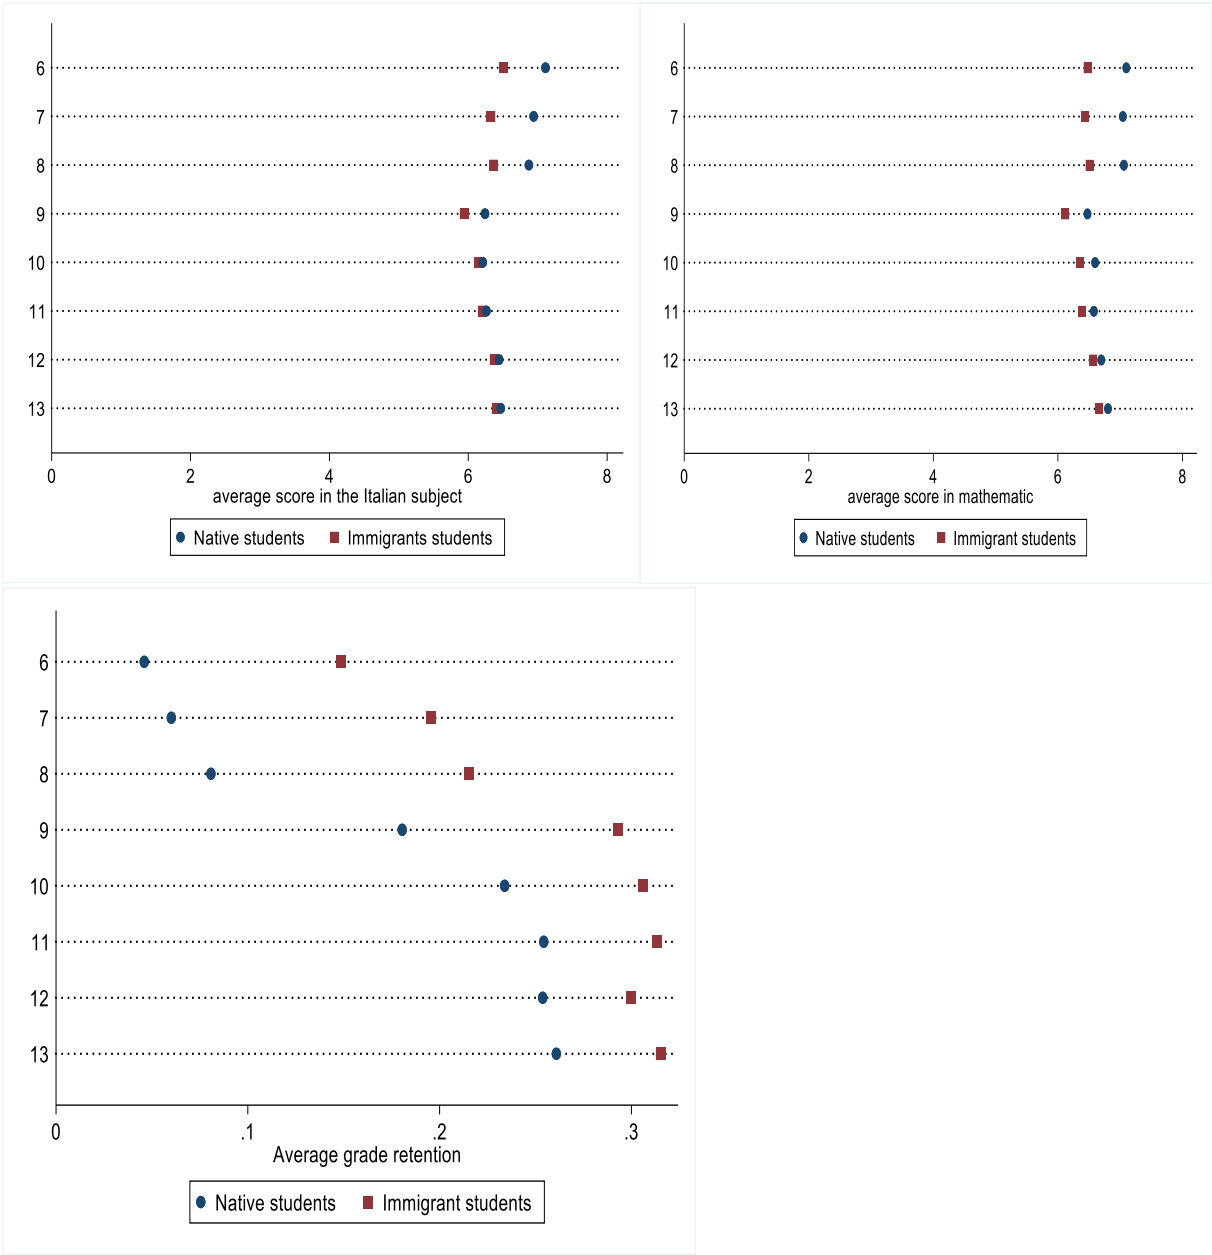 6
7
8
9
10
11
12
13
0 2 4 6 8
average score in the Italian subject
Native students Immigrants students
6
7
8
9
10
11
12
13
0 2 4 6 8
average score in mathematic
Native students Immigrant students
6
7
8
9
10
11
12
13
0 .1 .2 .3
Average grade retention
Native students Immigrant students